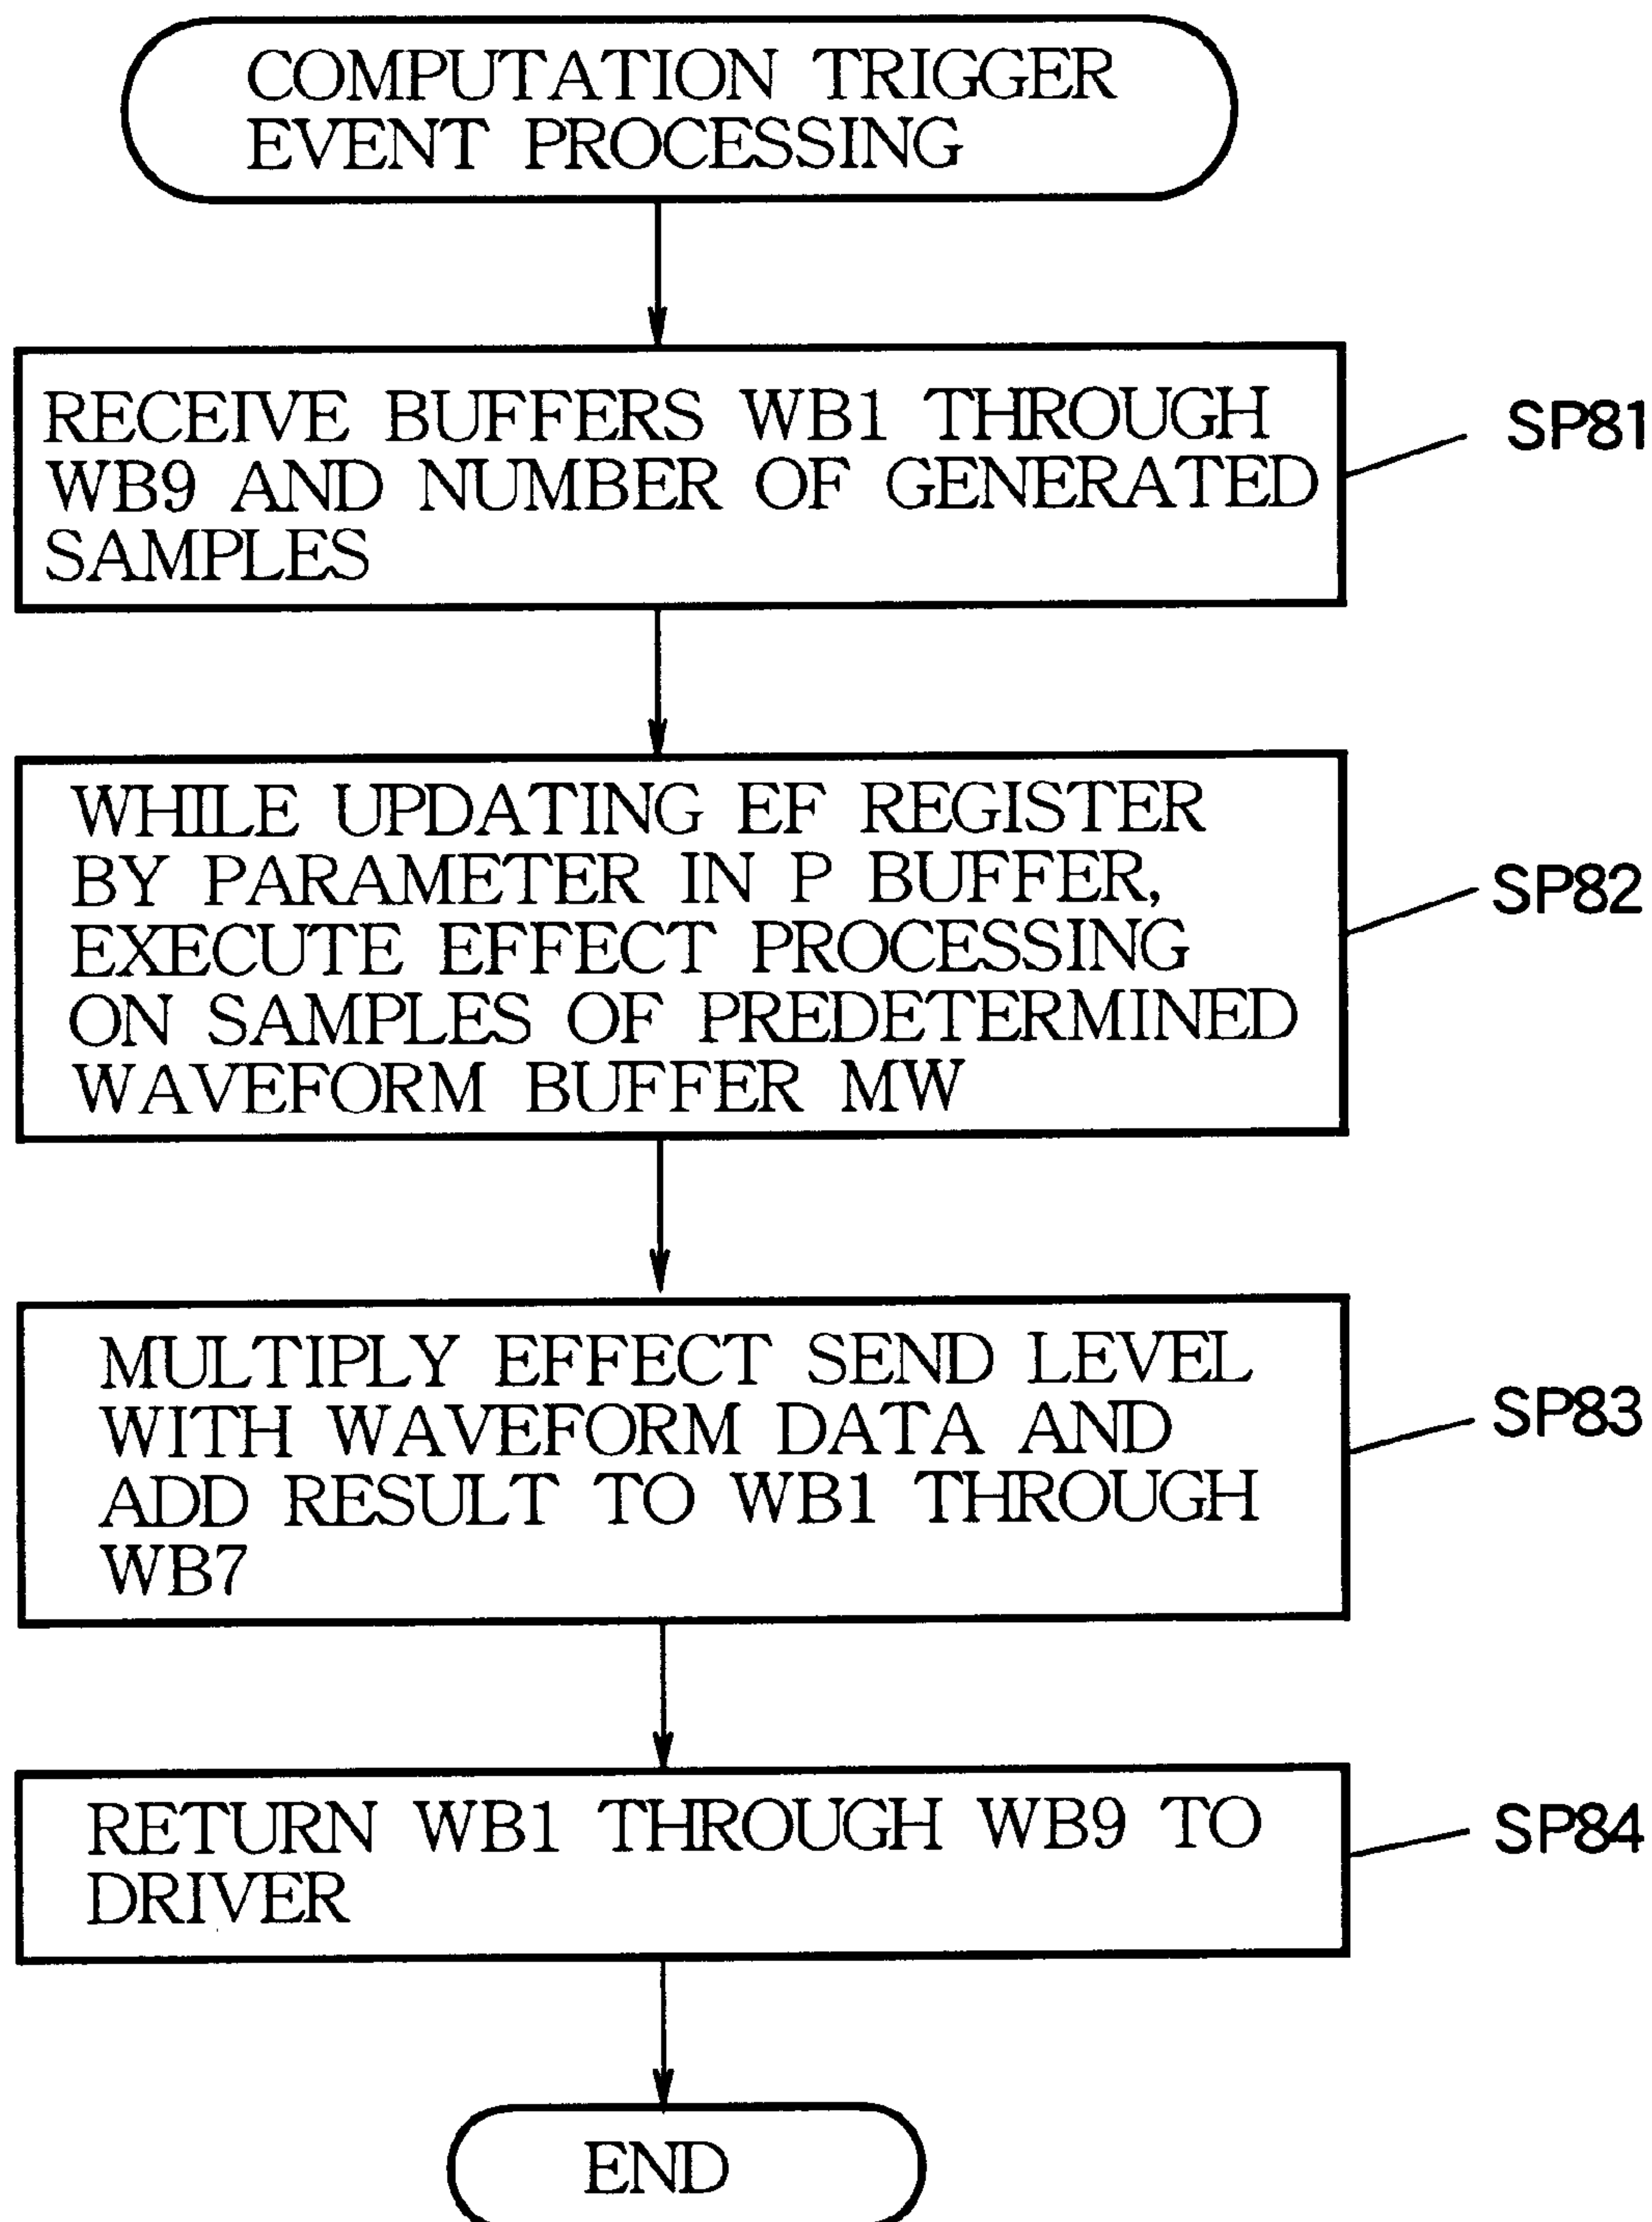 COMPUTATION TRIGGER
EVENT PROCESSING
RECEIVE BUFFERS WB1 THROUGH
WB9 AND NUMBER OF GENERATED
SAMPLES
SP81
WHILE UPDATING EF REGISTER
BY PARAMETER IN P BUFFER,
EXECUTE EFFECT PROCESSING
ON SAMPLES OF PREDETERMINED
WAVEFORM BUFFER MW
SP82
MULTIPLY EFFECT SEND LEVEL
WITH WAVEFORM DATA AND
ADD RESULT TO WB1 THROUGH
WB7
SP83
RETURN WB1 THROUGH WB9 TO
DRIVER
SP84
END